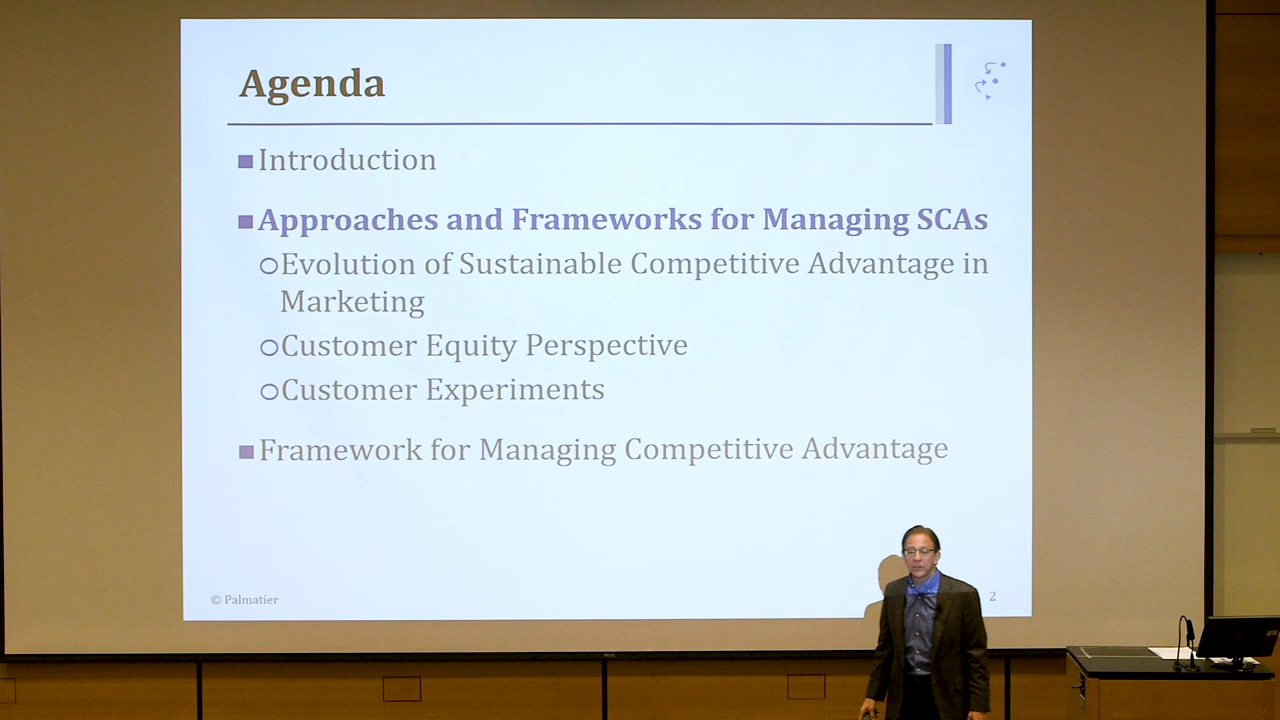 Agenda
Introduction
Approaches and Frameworks for Managing SCAs
Evolution of Sustainable Competitive Advantage in
Marketing
Customer Equity Perspective
Customer Experiments
Framework for Managing Competitive Advantage
© Palmatier
2